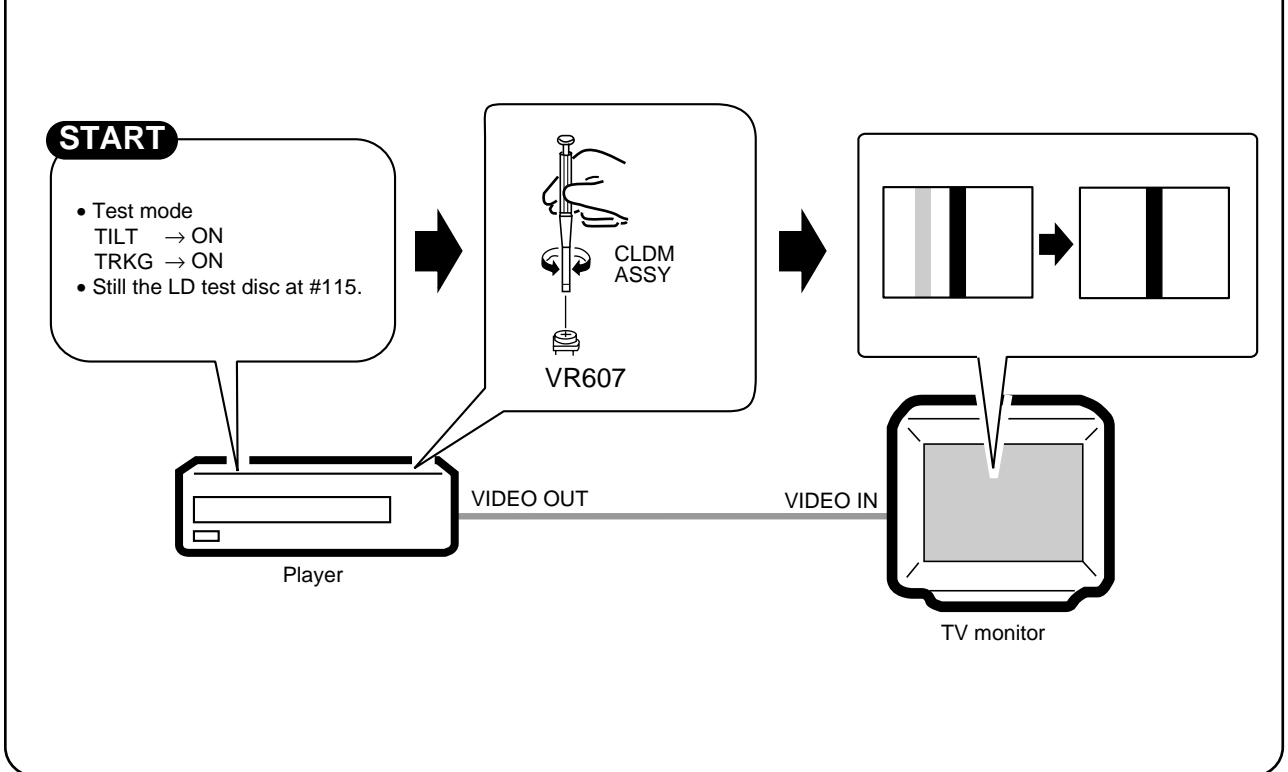 START
• Test mode
TILT → ON
TRKG → ON
• Still the LD test disc at #115.
CLDM
ASSY
VR607
VIDEO OUT
VIDEO IN
Player
TV monitor